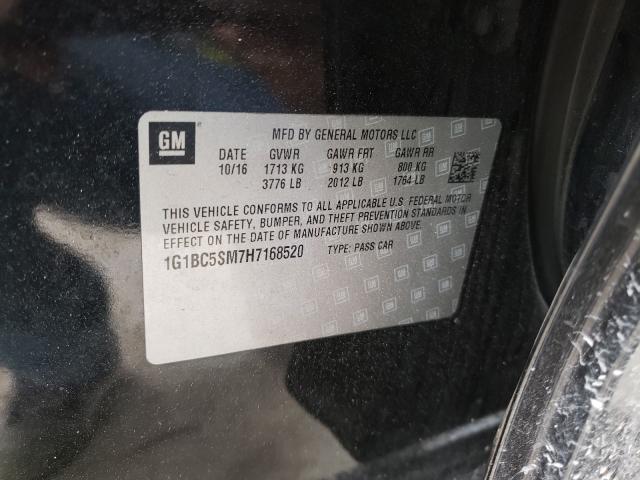 GM
MFD BY GENERAL MOTORS LLC
DATE GVWR GAWR FRT GAWR RR
10/16 1713 KG 913 KG 800 KG
3776 LB 2012 LB 1764 LB
THIS VEHICLE CONFORMS TO ALL APPLICABLE U.S. FEDERAL MOTOR
VEHICLE SAFETY, BUMPER, AND THEFT PREVENTION STANDARDS IN
EFFECT ON THE DATE OF MANUFACTURE SHOWN ABOVE.
1G1BC5SM7H7168520 TYPE: PASS CAR